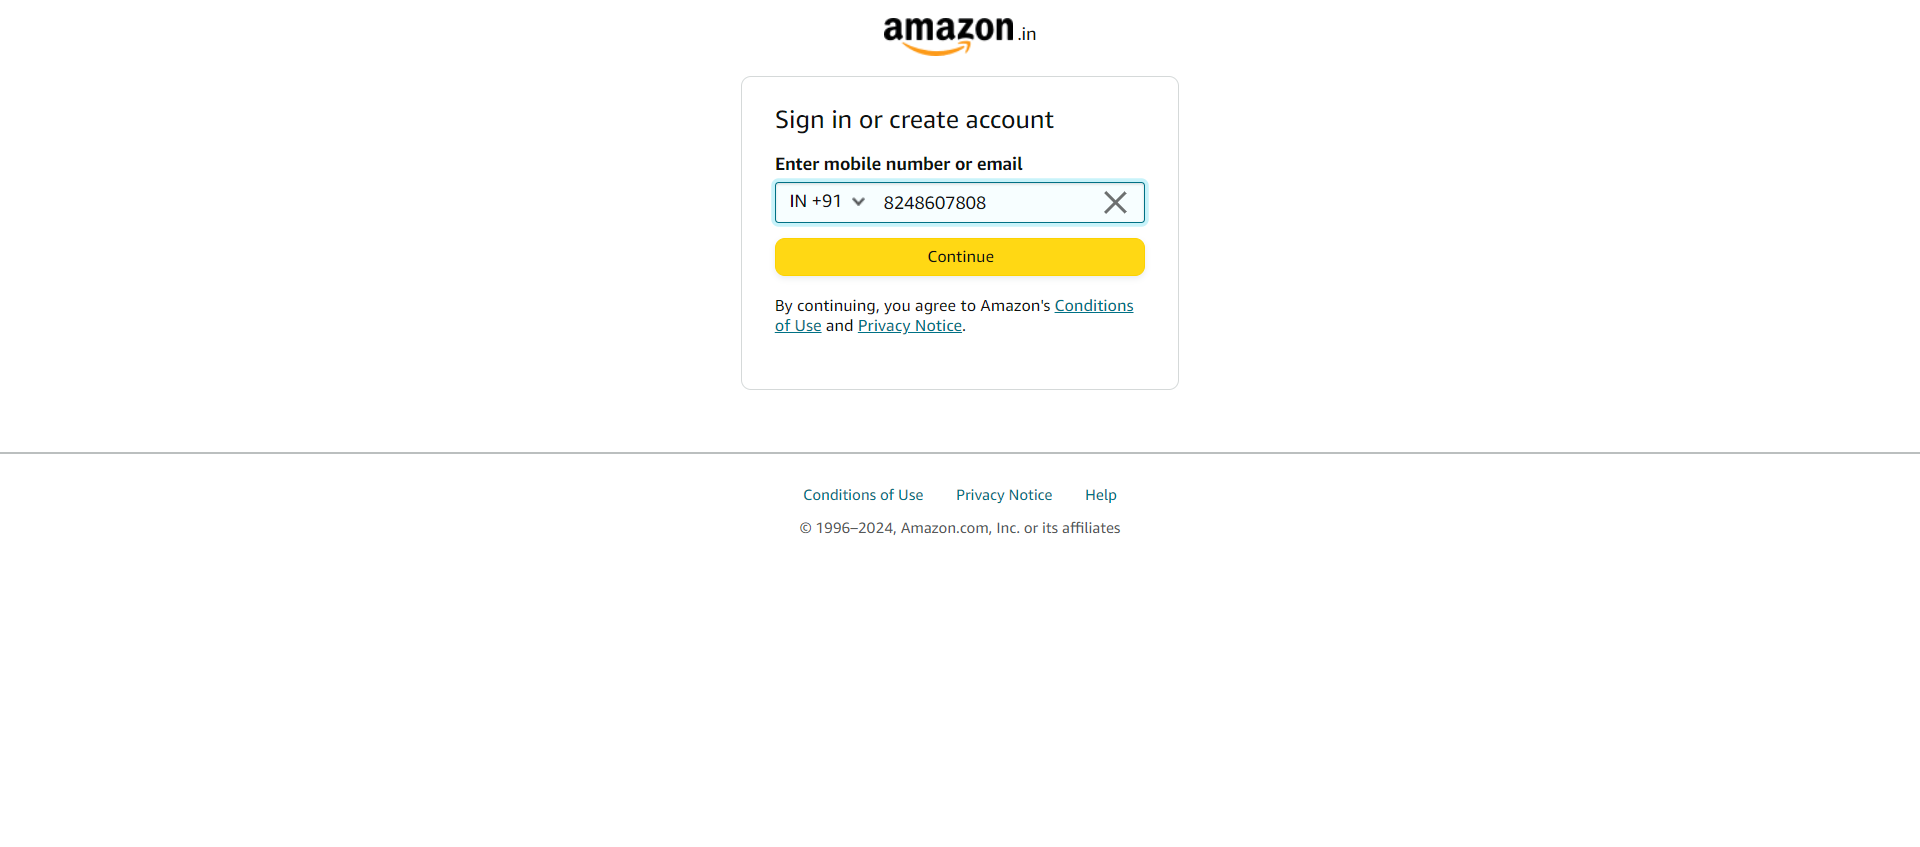 amazon.in
Sign in or create account
Enter mobile number or email
IN +91 8248607808
Continue
By continuing, you agree to Amazon's Conditions
of Use and Privacy Notice.
Conditions of Use Privacy Notice Help
© 1996–2024, Amazon.com, Inc. or its affiliates